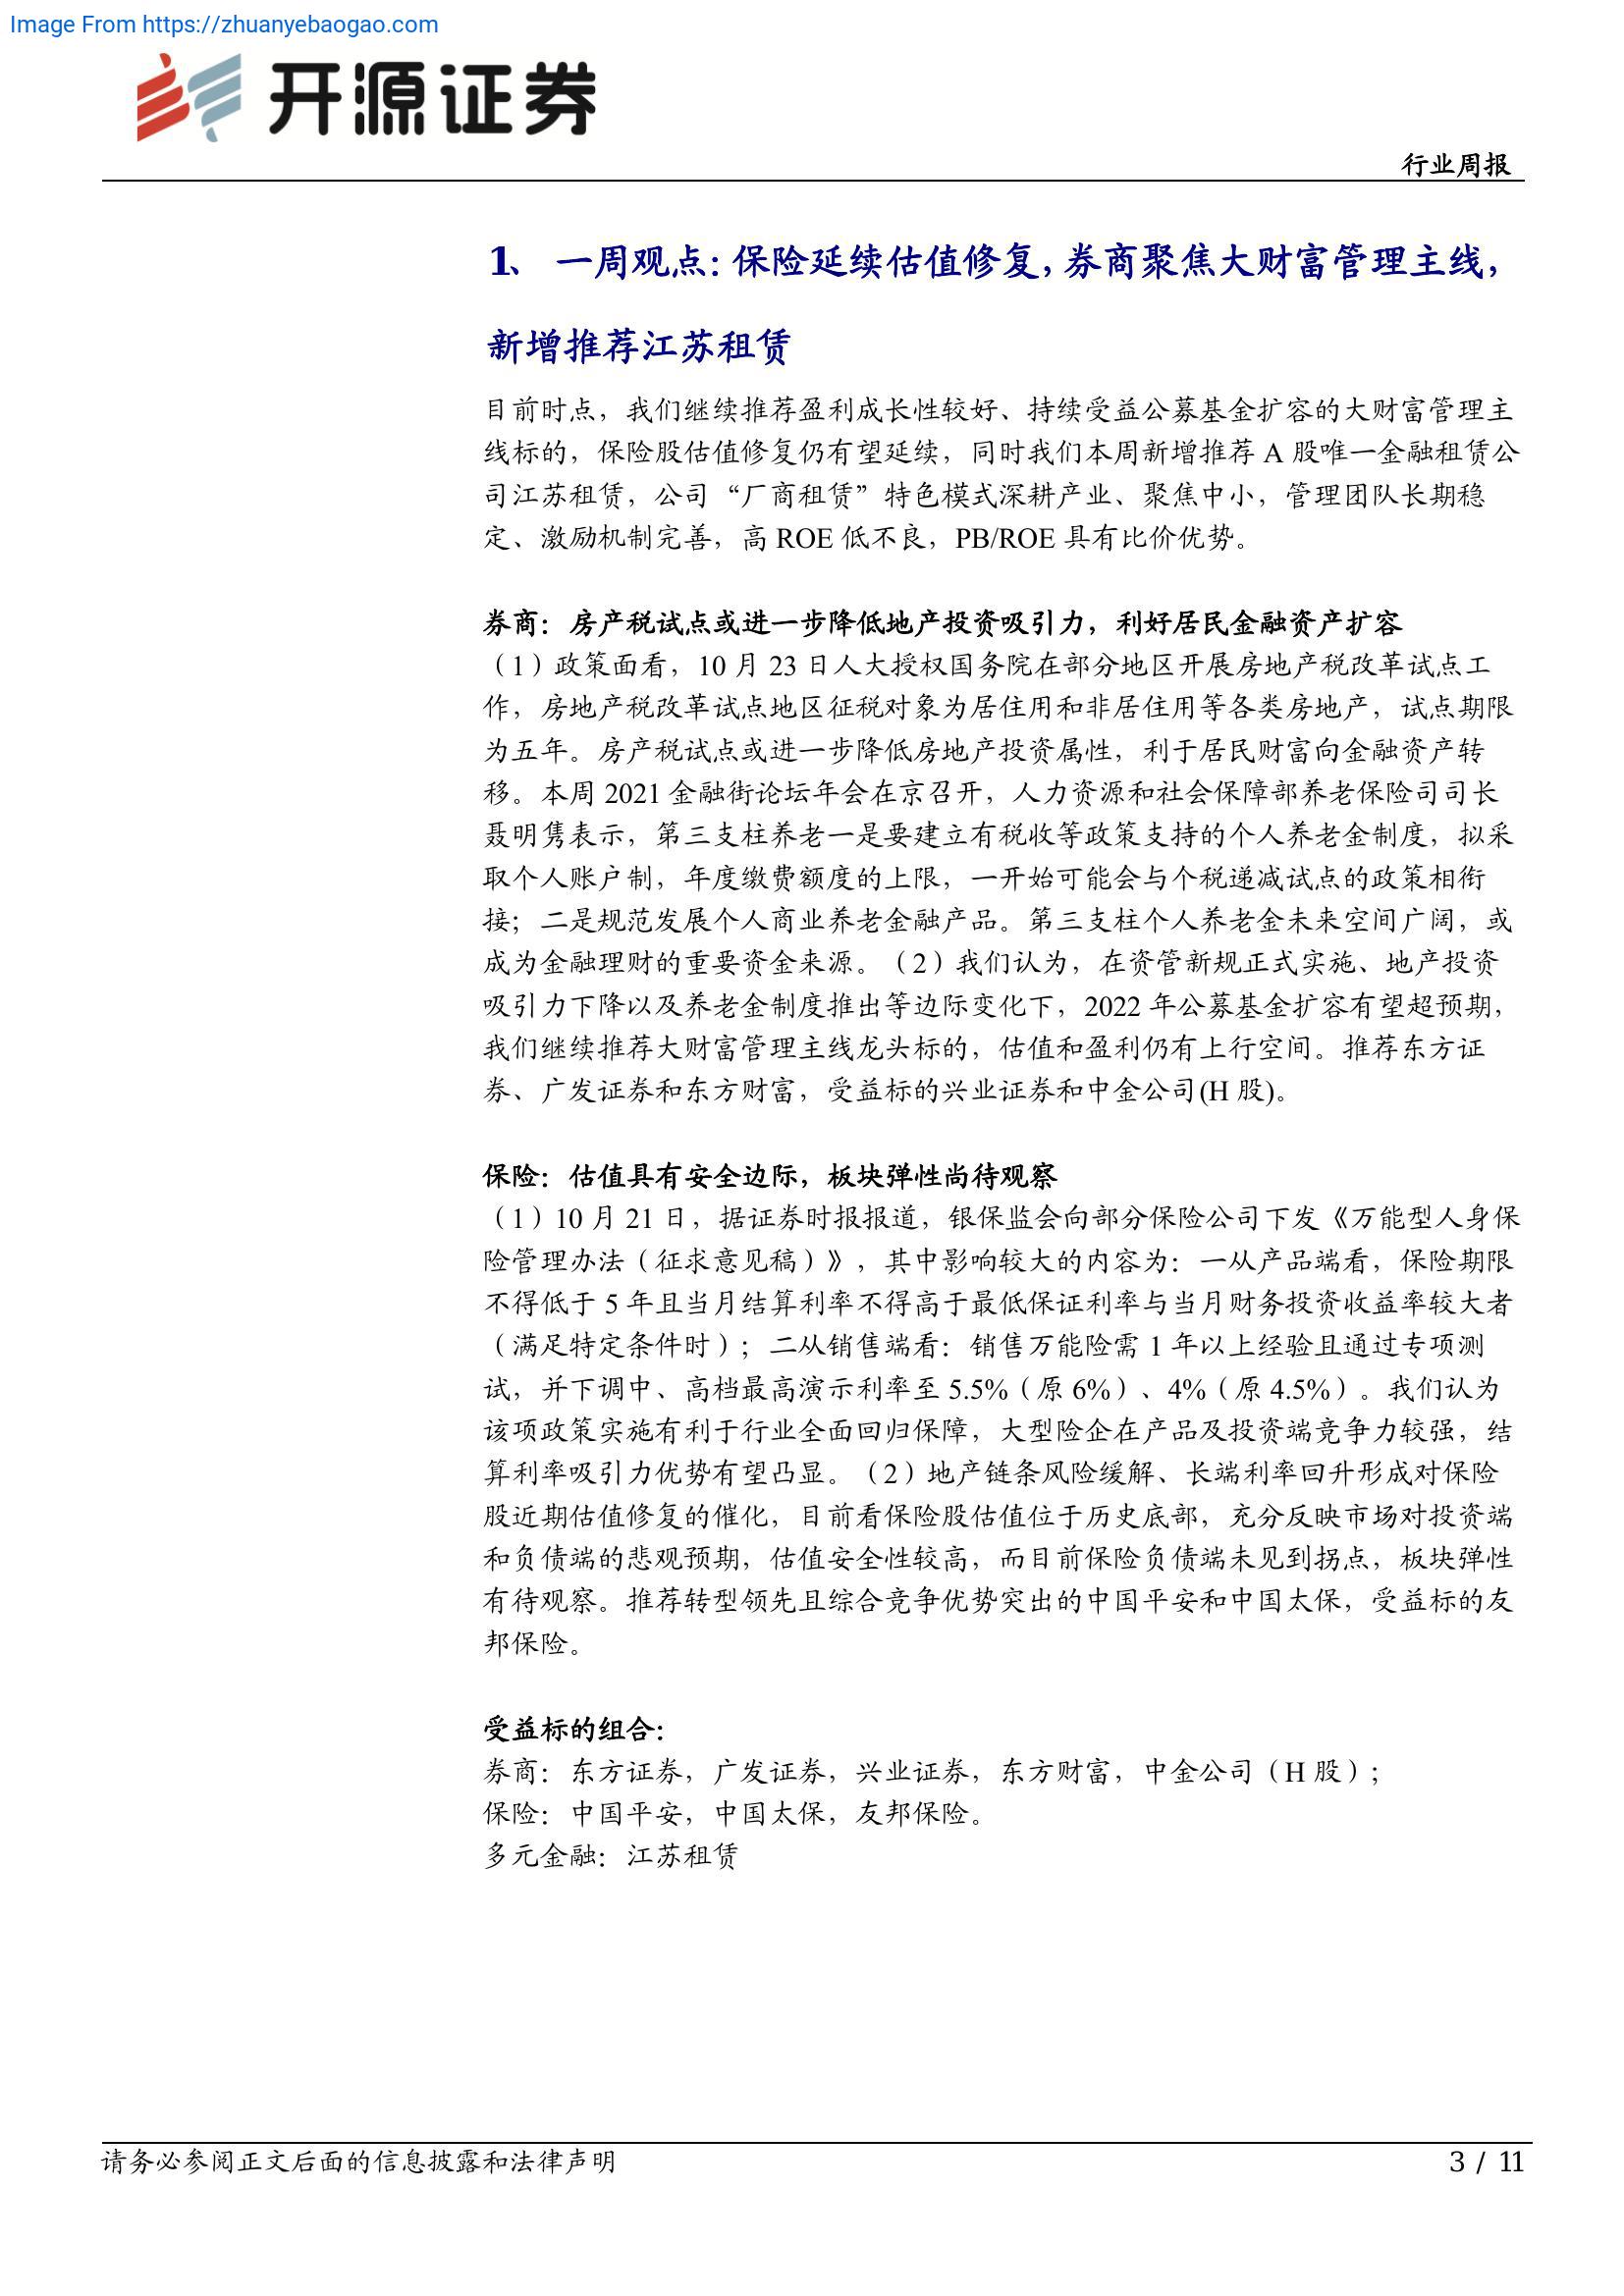 Image From https://zhuanyebaogao.com
开源证券
行业周报
1、 一周观点：保险延续估值修复，券商聚焦大财富管理主线，
新增推荐江苏租赁
目前时点，我们继续推荐盈利成长性较好、持续受益公募基金扩容的大财富管理主
线标的，保险股估值修复仍有望延续，同时我们本周新增推荐 A 股唯一金融租赁公
司江苏租赁，公司“厂商租赁”特色模式深耕产业、聚焦中小，管理团队长期稳
定、激励机制完善，高 ROE 低不良，PB/ROE 具有比价优势。
券商：房产税试点或进一步降低地产投资吸引力，利好居民金融资产扩容
（1）政策面看，10 月 23 日人大授权国务院在部分地区开展房地产税改革试点工
作，房地产税改革试点地区征税对象为居住用和非居住用等各类房地产，试点期限
为五年。房产税试点或进一步降低房地产投资属性，利于居民财富向金融资产转
移。本周 2021 金融街论坛年会在京召开，人力资源和社会保障部养老保险司司长
聂明隽表示，第三支柱养老一是要建立有税收等政策支持的个人养老金制度，拟采
取个人账户制，年度缴费额度的上限，一开始可能会与个税递减试点的政策相衔
接；二是规范发展个人商业养老金融产品。第三支柱个人养老金未来空间广阔，或
成为金融理财的重要资金来源。（2）我们认为，在资管新规正式实施、地产投资
吸引力下降以及养老金制度推出等边际变化下，2022 年公募基金扩容有望超预期，
我们继续推荐大财富管理主线龙头标的，估值和盈利仍有上行空间。推荐东方证
券、广发证券和东方财富，受益标的兴业证券和中金公司(H 股)。
保险：估值具有安全边际，板块弹性尚待观察
（1）10 月 21 日，据证券时报报道，银保监会向部分保险公司下发《万能型人身保
险管理办法（征求意见稿）》，其中影响较大的内容为：一从产品端看，保险期限
不得低于 5 年且当月结算利率不得高于最低保证利率与当月财务投资收益率较大者
（满足特定条件时）；二从销售端看：销售万能险需 1 年以上经验且通过专项测
试，并下调中、高档最高演示利率至 5.5%（原 6%）、4%（原 4.5%）。我们认为
该项政策实施有利于行业全面回归保障，大型险企在产品及投资端竞争力较强，结
算利率吸引力优势有望凸显。（2）地产链条风险缓解、长端利率回升形成对保险
股近期估值修复的催化，目前看保险股估值位于历史底部，充分反映市场对投资端
和负债端的悲观预期，估值安全性较高，而目前保险负债端未见到拐点，板块弹性
有待观察。推荐转型领先且综合竞争优势突出的中国平安和中国太保，受益标的友
邦保险。
受益标的组合：
券商：东方证券，广发证券，兴业证券，东方财富，中金公司（H 股）；
保险：中国平安，中国太保，友邦保险。
多元金融：江苏租赁
请务必参阅正文后面的信息披露和法律声明
3 / 11